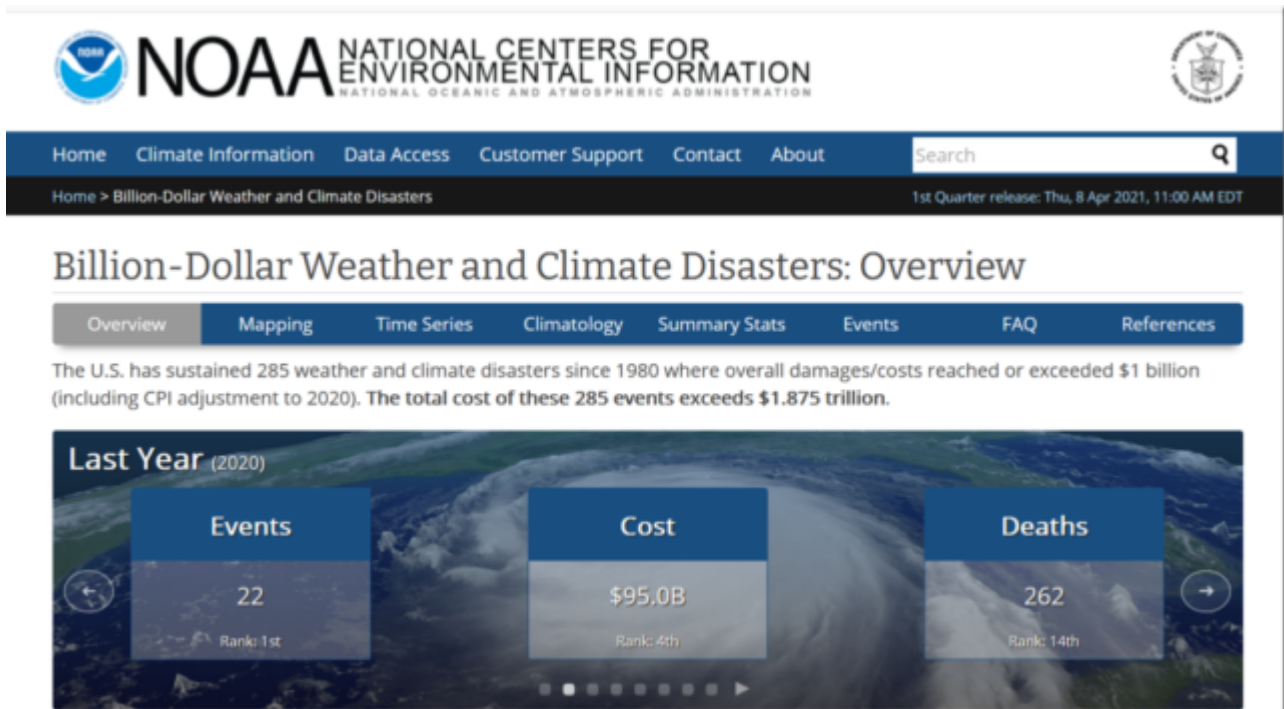 NOAA NATIONAL CENTERS FOR
ENVIRONMENTAL INFORMATION
NATIONAL OCEANIC AND ATMOSPHERIC ADMINISTRATION
Home Climate Information Data Access Customer Support Contact About Search
Home > Billion-Dollar Weather and Climate Disasters 1st Quarter release: Thu, 8 Apr 2021, 11:00 AM EDT
Billion-Dollar Weather and Climate Disasters: Overview
Overview Mapping Time Series Climatology Summary Stats Events FAQ References
The U.S. has sustained 285 weather and climate disasters since 1980 where overall damages/costs reached or exceeded $1 billion
(including CPI adjustment to 2020). The total cost of these 285 events exceeds $1.875 trillion.
Last Year (2020)
Events Cost Deaths
22 $95.0B 262
Rank: 1st Rank: 4th Rank: 14th